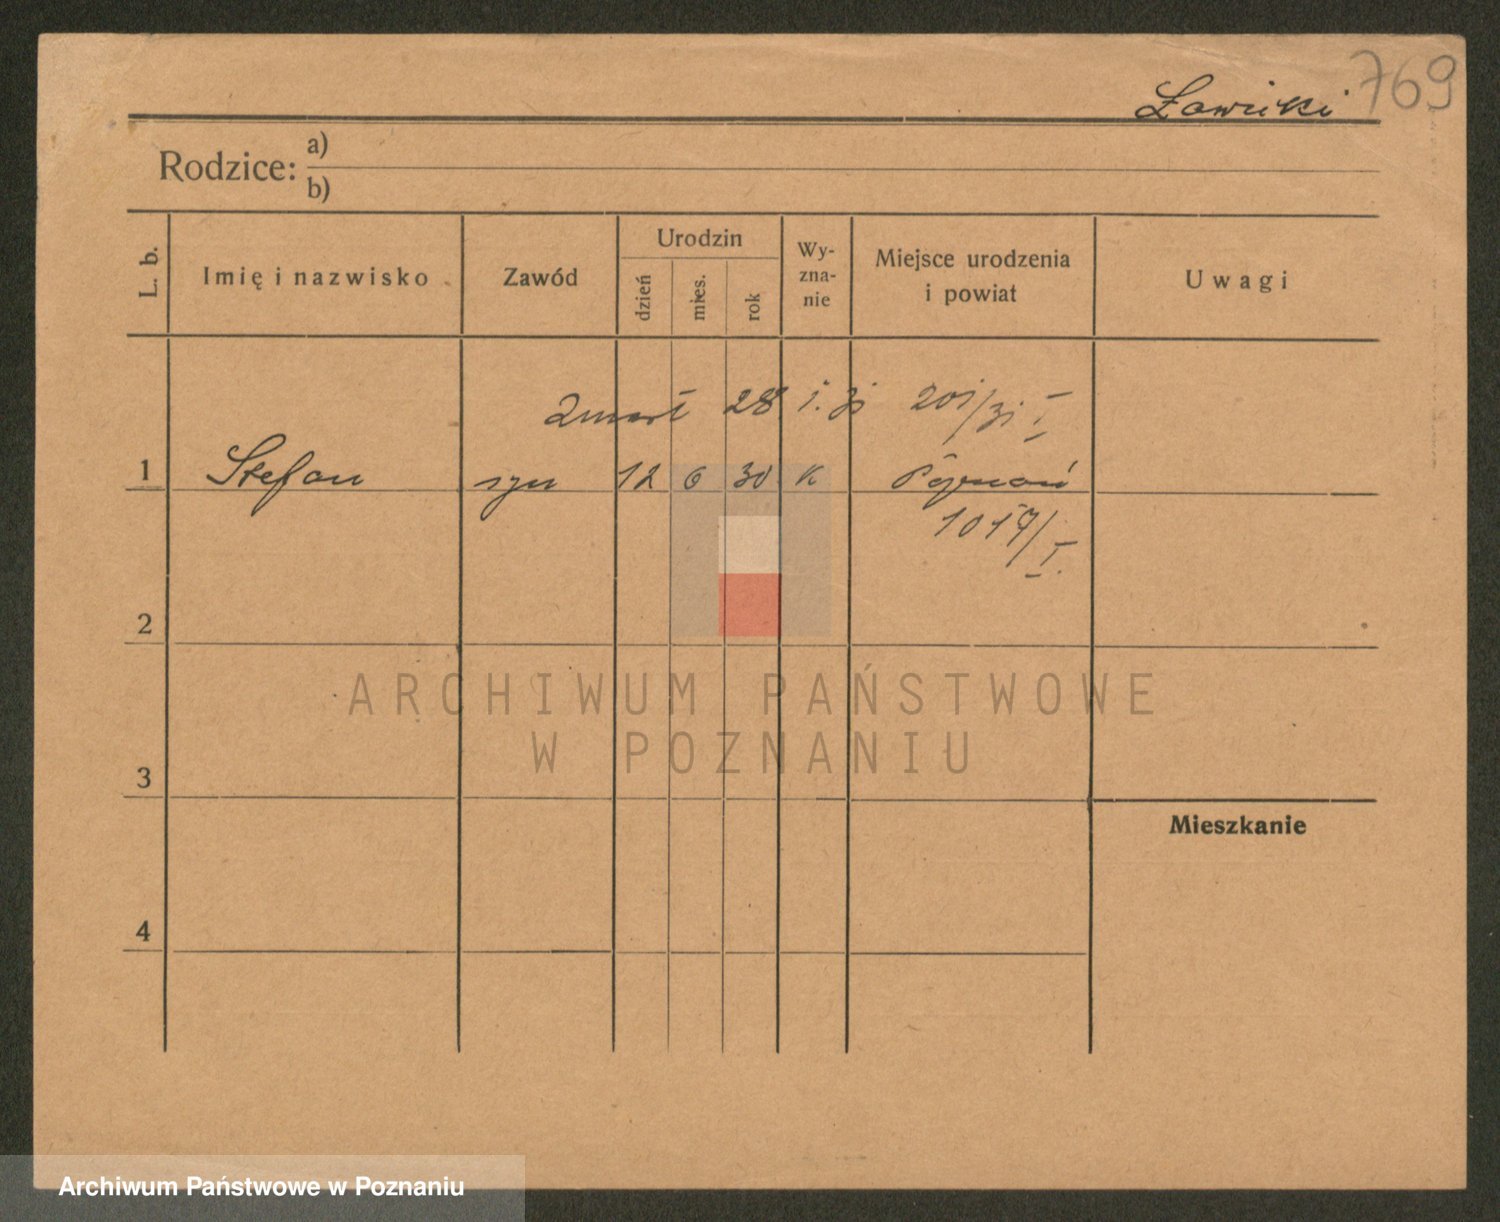 769
Ławicki
Rodzice: a)
b)
L. b.
Imię i nazwisko
Zawód
Urodzin
dzień
mies.
rok
Wy-
zna-
nie
Miejsce urodzenia
i powiat
Uwagi
Zmarł 28. 1. 31 201/31 I
1 Stefan syn 12 6 30 K Poznań
1017/I.
2
3
4
Mieszkanie
ARCHIWUM PAŃSTWOWE
W POZNANIU
Archiwum Państwowe w Poznaniu